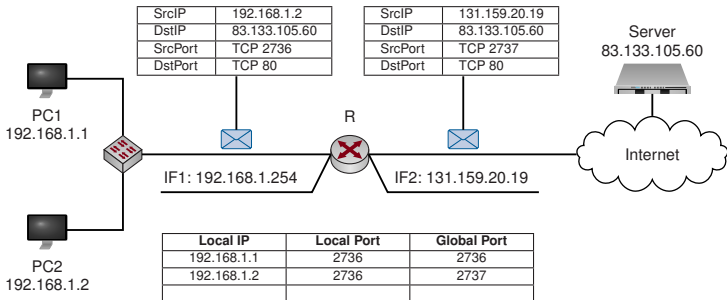 SrcIP 192.168.1.2
DstIP 83.133.105.60
SrcPort TCP 2736
DstPort TCP 80
SrcIP 131.159.20.19
DstIP 83.133.105.60
SrcPort TCP 2737
DstPort TCP 80
Server
83.133.105.60
PC1
192.168.1.1
R
Internet
IF1: 192.168.1.254
IF2: 131.159.20.19
PC2
192.168.1.2
Local IP Local Port Global Port
192.168.1.1 2736 2736
192.168.1.2 2736 2737